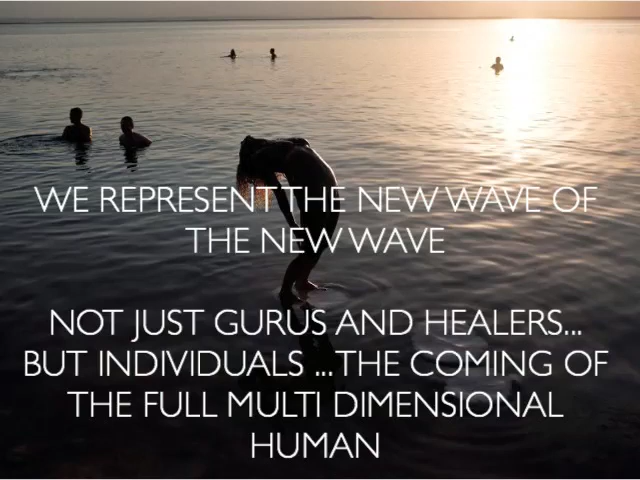 WE REPRESENT THE NEW WAVE OF
THE NEW WAVE
NOT JUST GURUS AND HEALERS...
BUT INDIVIDUALS ...THE COMING OF
THE FULL MULTI DIMENSIONAL
HUMAN